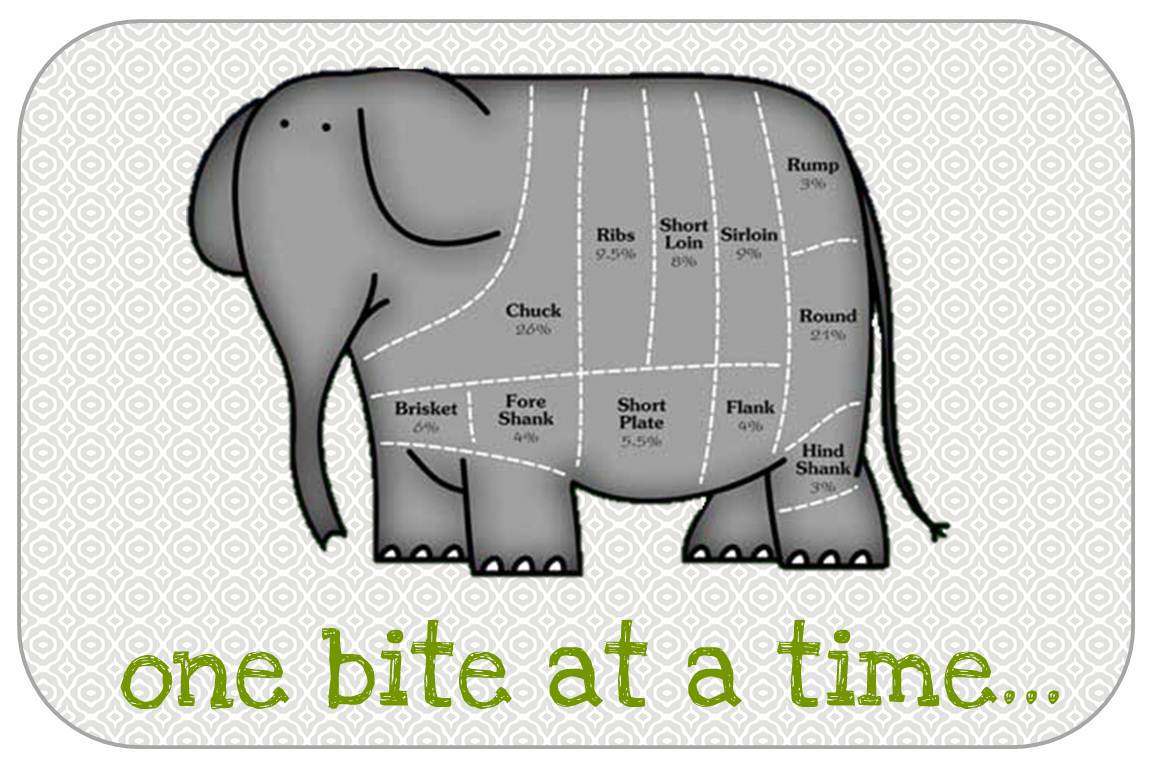 Rump
3%
Ribs
9.5%
Short
Loin
8%
Sirloin
9%
Chuck
26%
Round
21%
Brisket
6%
Fore
Shank
4%
Short
Plate
5.5%
Flank
4%
Hind
Shank
3%
one bite at a time...